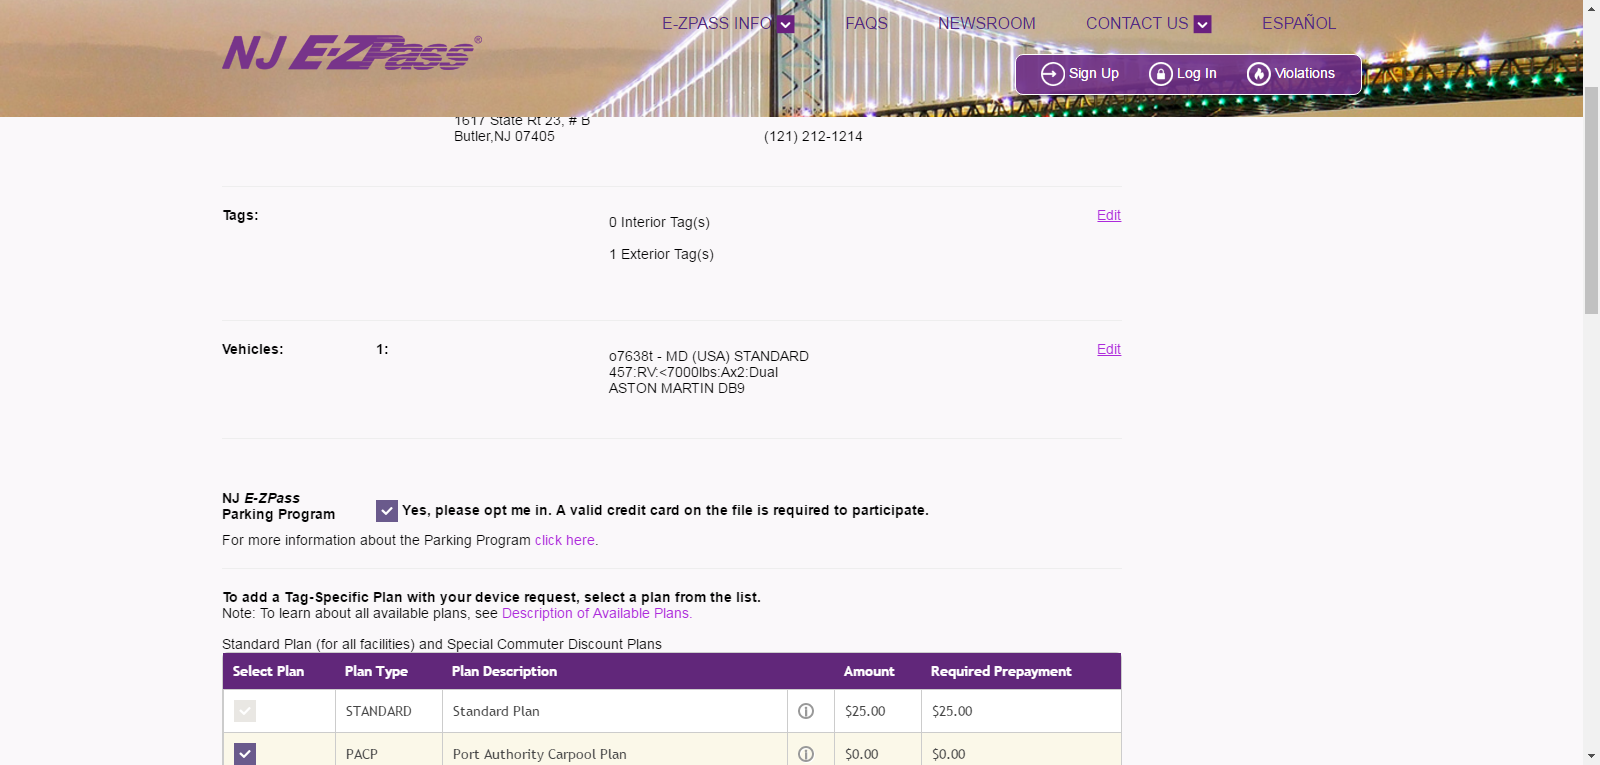 E-ZPASS INFO FAQS NEWSROOM CONTACT US ESPAÑOL
NJ E-ZPass®
Sign Up Log In Violations
1617 State Rt 23, # B
Butler,NJ 07405 (121) 212-1214
Tags: 0 Interior Tag(s) Edit
1 Exterior Tag(s)
Vehicles: 1: o7638t - MD (USA) STANDARD Edit
457:RV:<7000lbs:Ax2:Dual
ASTON MARTIN DB9
NJ E-ZPass
Parking Program
Yes, please opt me in. A valid credit card on the file is required to participate.
For more information about the Parking Program click here.
To add a Tag-Specific Plan with your device request, select a plan from the list.
Note: To learn about all available plans, see Description of Available Plans.
Standard Plan (for all facilities) and Special Commuter Discount Plans
Select Plan Plan Type Plan Description Amount Required Prepayment
STANDARD Standard Plan $25.00 $25.00
PACP Port Authority Carpool Plan $0.00 $0.00